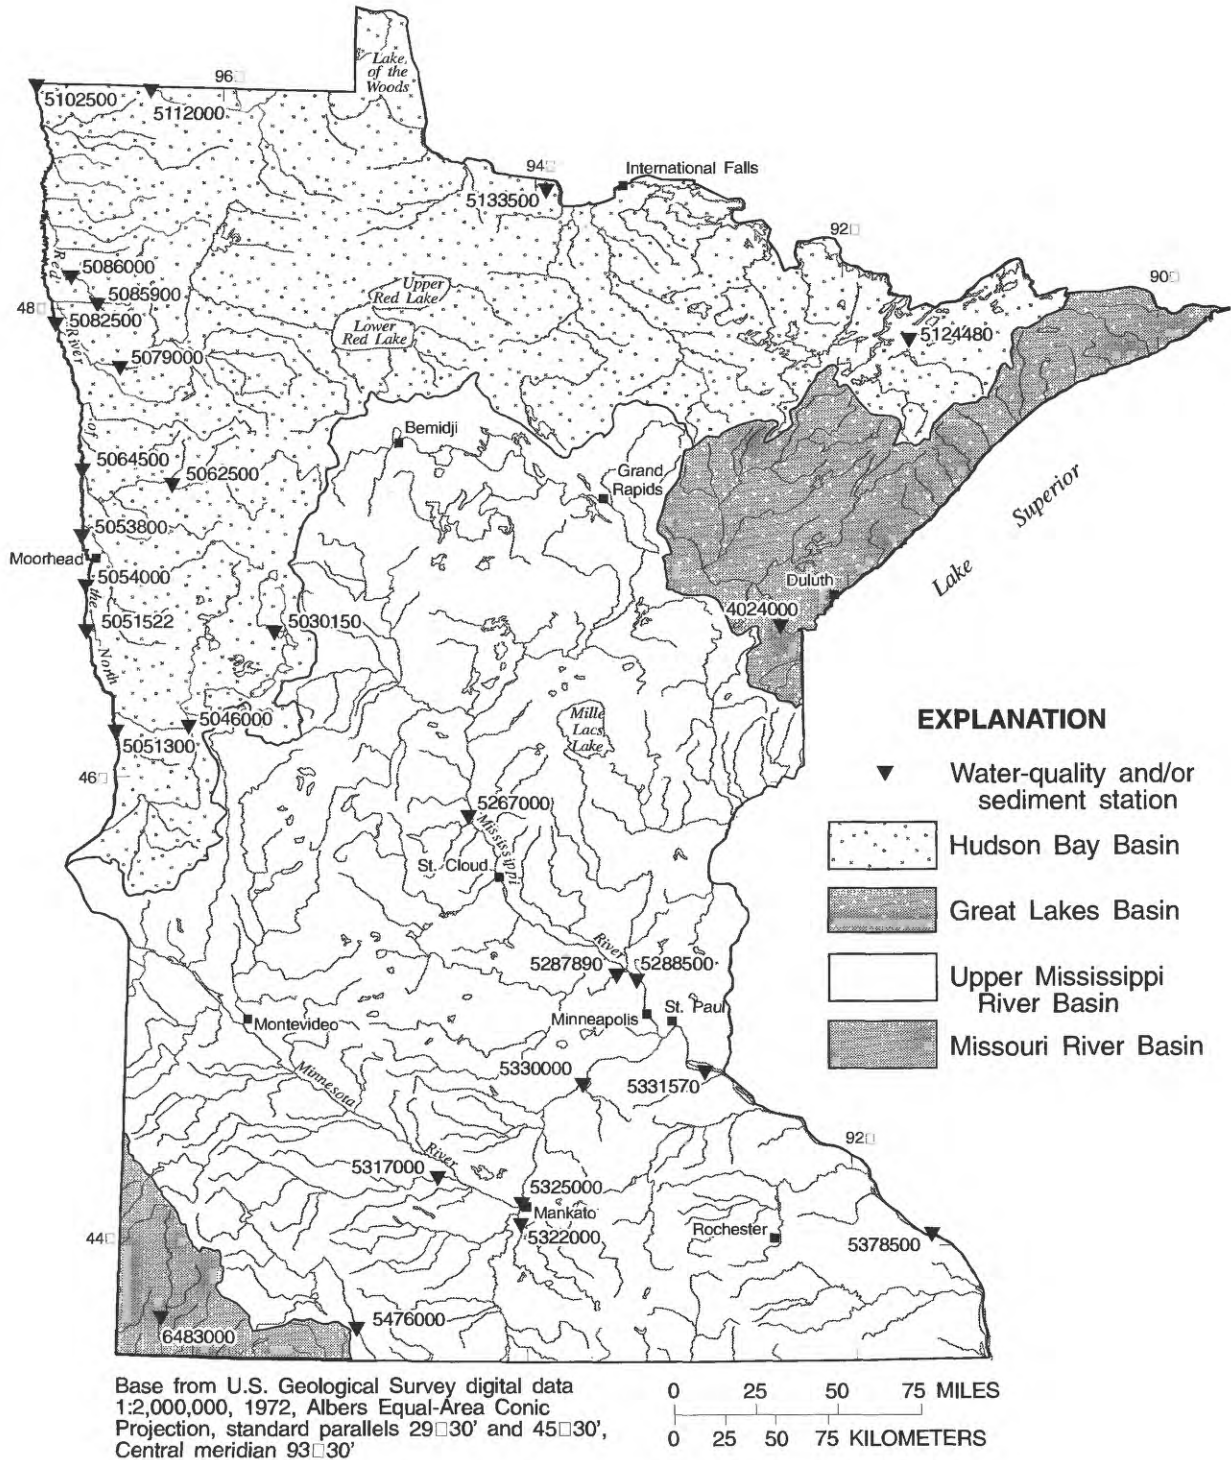 Lake
of the
Woods
96□
5102500
5112000
94□
International Falls
5133500
92□
90□
Red
River
of
the
North
5086000
5085900
48□
5082500
5079000
Upper
Red Lake
Lower
Red Lake
5124480
Bemidji
5064500
5062500
Grand
Rapids
Lake
Superior
5053800
Moorhead
5054000
Duluth
4024000
5051522
5030150
5046000
5051300
Mille
Lacs
Lake
46□
5267000
Mississippi
River
St. Cloud
5287890
5288500
Montevideo
Minneapolis
St. Paul
Minnesota
River
5330000
5331570
92□
5317000
5325000
Mankato
5322000
Rochester
44□
5378500
6483000
5476000
EXPLANATION
Water-quality and/or
sediment station
Hudson Bay Basin
Great Lakes Basin
Upper Mississippi
River Basin
Missouri River Basin
Base from U.S. Geological Survey digital data
1:2,000,000, 1972, Albers Equal-Area Conic
Projection, standard parallels 29□30' and 45□30',
Central meridian 93□30'
0 25 50 75 MILES
0 25 50 75 KILOMETERS